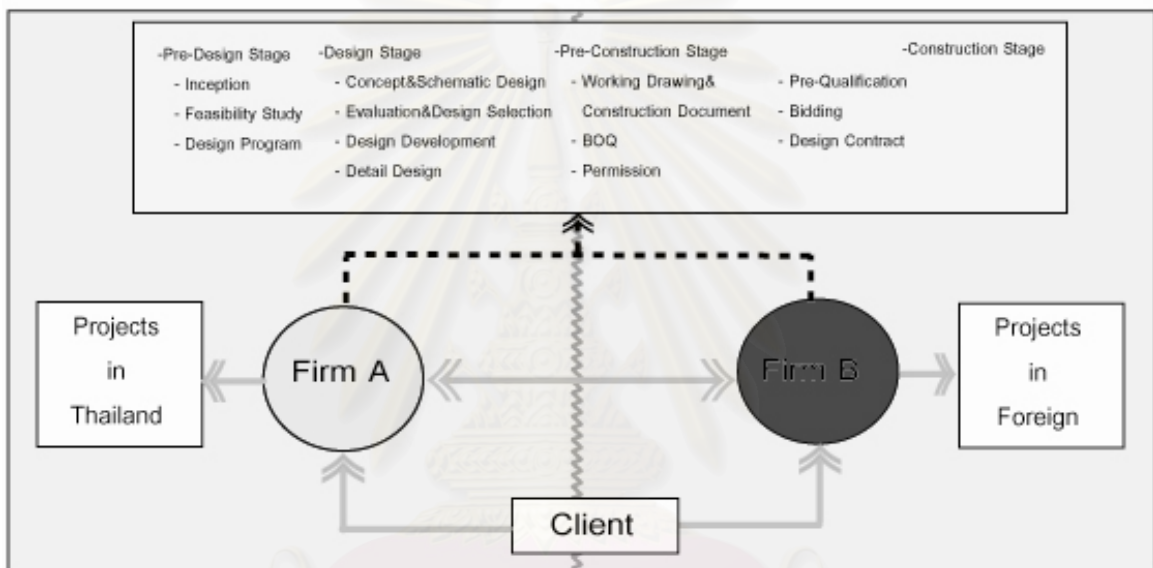 -Pre-Design Stage
- Inception
- Feasibility Study
- Design Program
-Design Stage
- Concept&Schematic Design
- Evaluation&Design Selection
- Design Development
- Detail Design
-Pre-Construction Stage
- Working Drawing&
Construction Document
- BOQ
- Permission
- Pre-Qualification
- Bidding
- Design Contract
-Construction Stage
Projects
in
Thailand
Firm A
Firm B
Projects
in
Foreign
Client